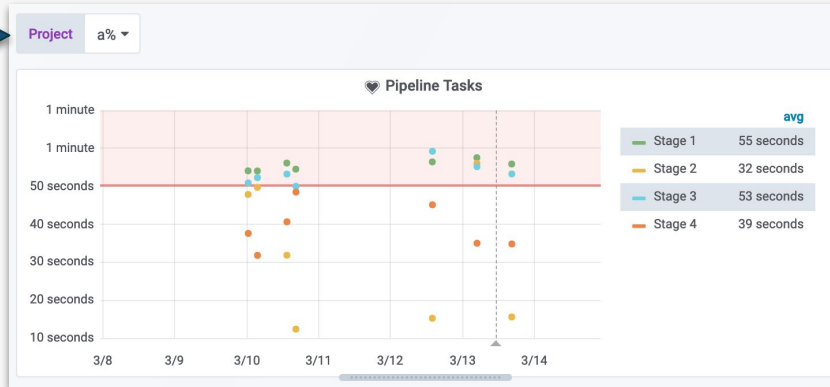 Project a%
Pipeline Tasks
1 minute
1 minute
50 seconds
40 seconds
30 seconds
20 seconds
10 seconds
3/8 3/9 3/10 3/11 3/12 3/13 3/14
avg
Stage 1 55 seconds
Stage 2 32 seconds
Stage 3 53 seconds
Stage 4 39 seconds